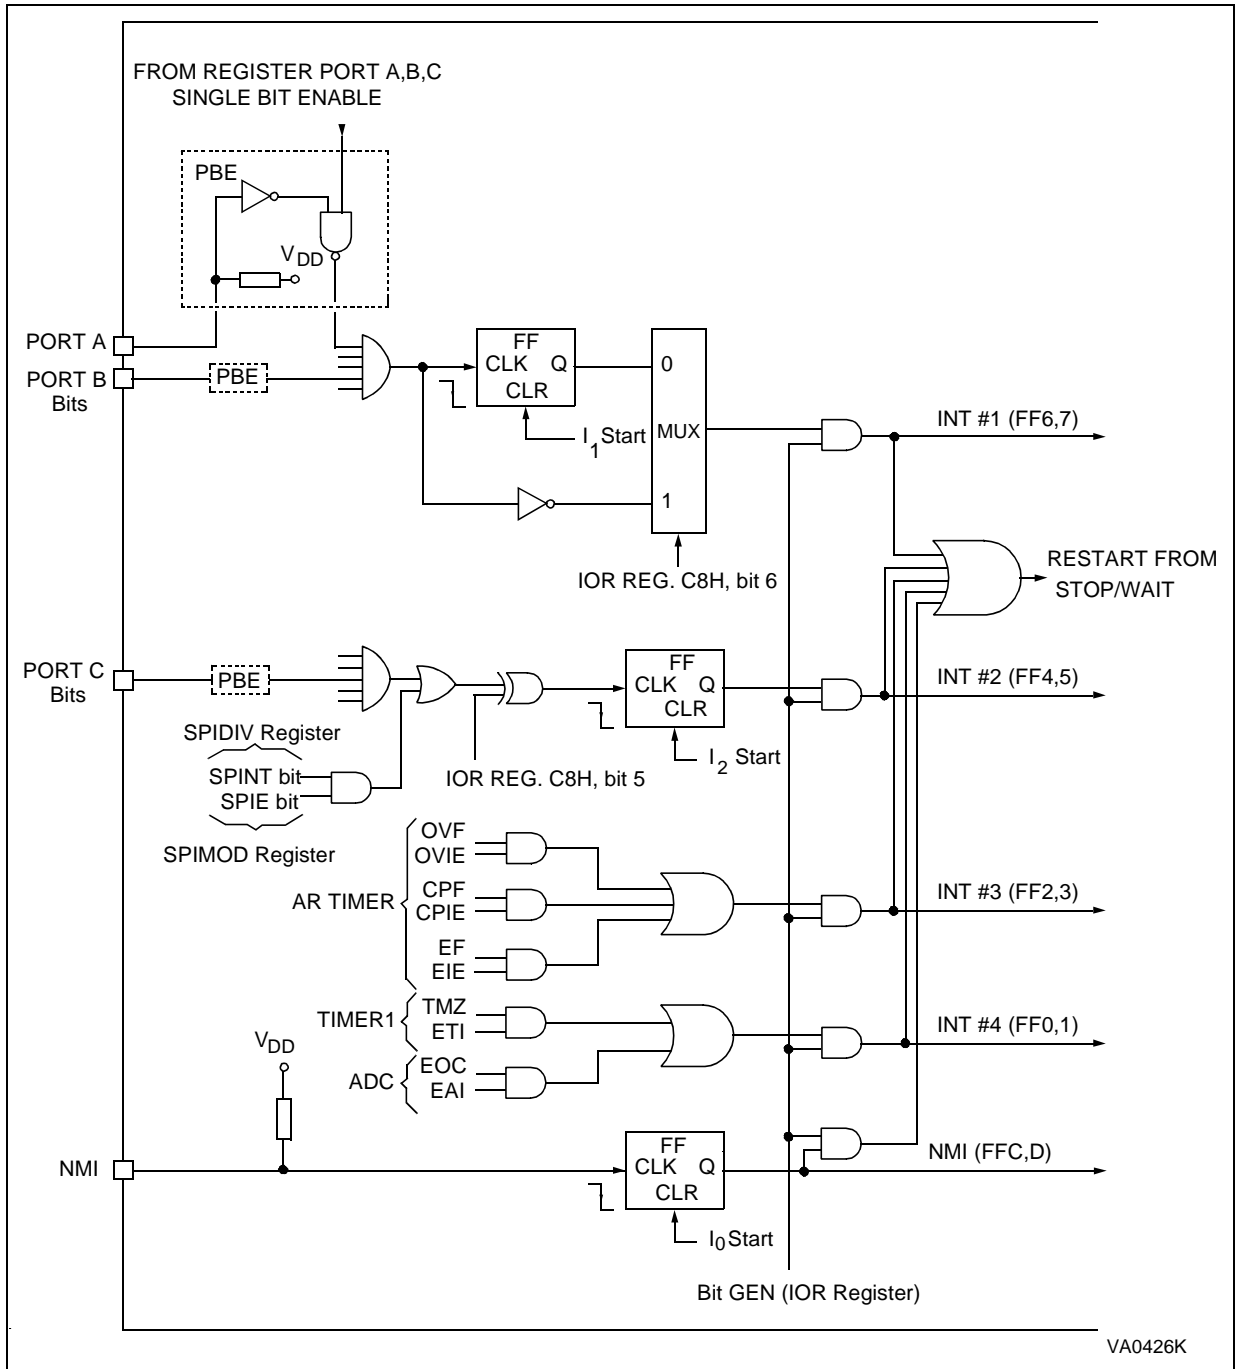 FROM REGISTER PORT A,B,C
SINGLE BIT ENABLE
PBE
VDD
PORT A
PORT B
Bits
PBE
FF
CLK Q
CLR
I1 Start
0
MUX
1
IOR REG. C8H, bit 6
INT #1 (FF6,7)
RESTART FROM
STOP/WAIT
PORT C
Bits
PBE
FF
CLK Q
CLR
I2 Start
INT #2 (FF4,5)
SPIDIV Register
SPINT bit
SPIE bit
SPIMOD Register
IOR REG. C8H, bit 5
AR TIMER
OVF
OVIE
CPF
CPIE
EF
EIE
INT #3 (FF2,3)
TIMER1
TMZ
ETI
ADC
EOC
EAI
INT #4 (FF0,1)
VDD
NMI
FF
CLK Q
CLR
I0 Start
NMI (FFC,D)
Bit GEN (IOR Register)
VA0426K